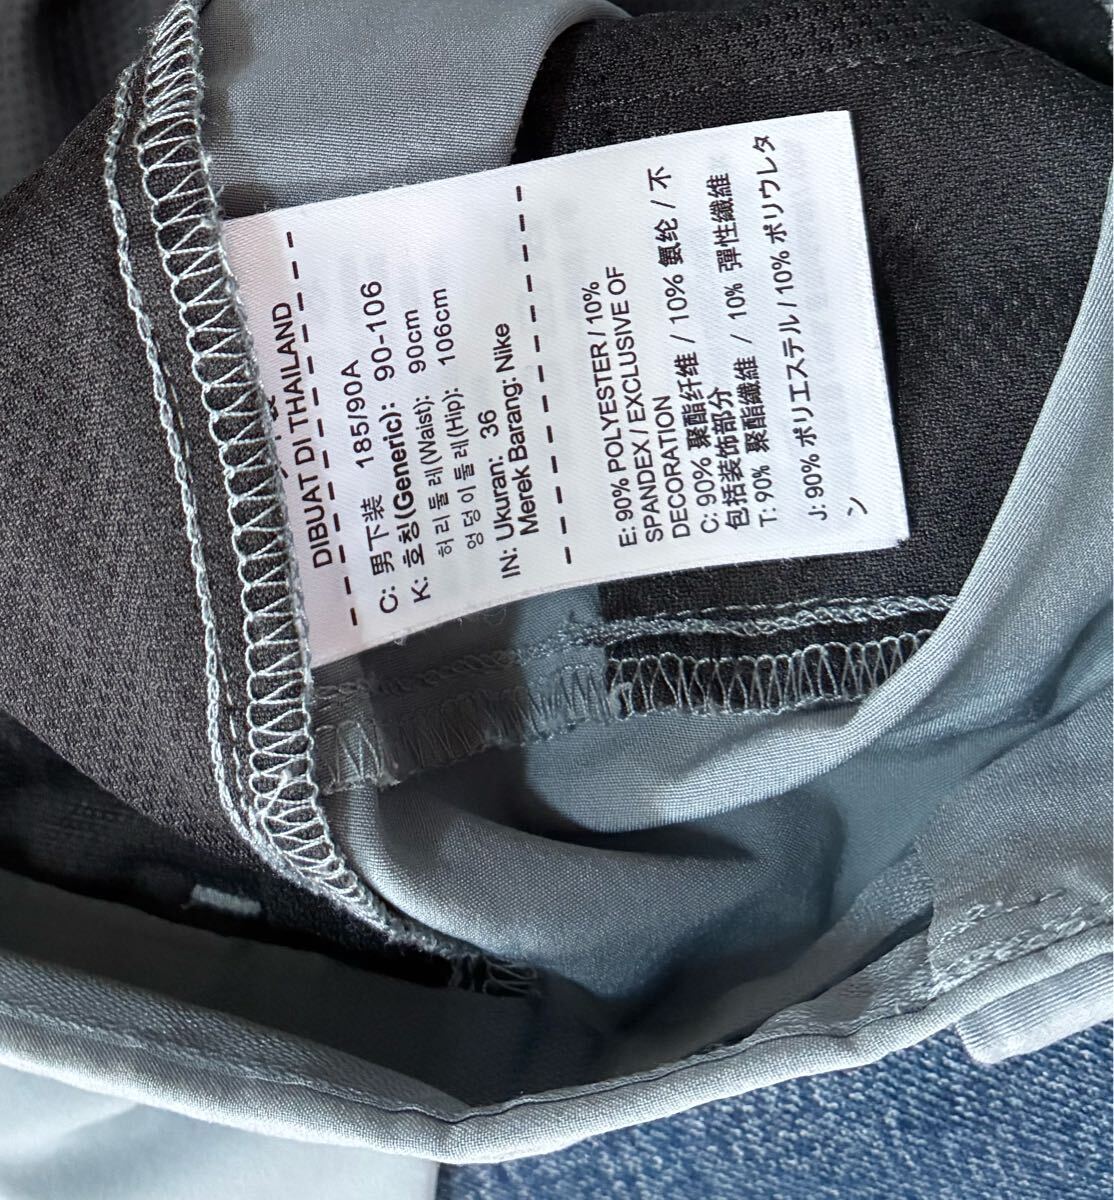 DIBUAT DI THAILAND
C: 男下装 185/90A
K: 호칭(Generic): 90-106
허리둘레(Waist): 90cm
엉덩이둘레(Hip): 106cm
IN: Ukuran: 36
Merek Barang: Nike
E: 90% POLYESTER / 10%
SPANDEX / EXCLUSIVE OF
DECORATION
C: 90% 聚酯纤维 / 10% 氨纶 / 不
包括装饰部分
T: 90% 聚酯纖維 / 10% 彈性纖維
J: 90% ポリエステル / 10% ポリウレタ
ン